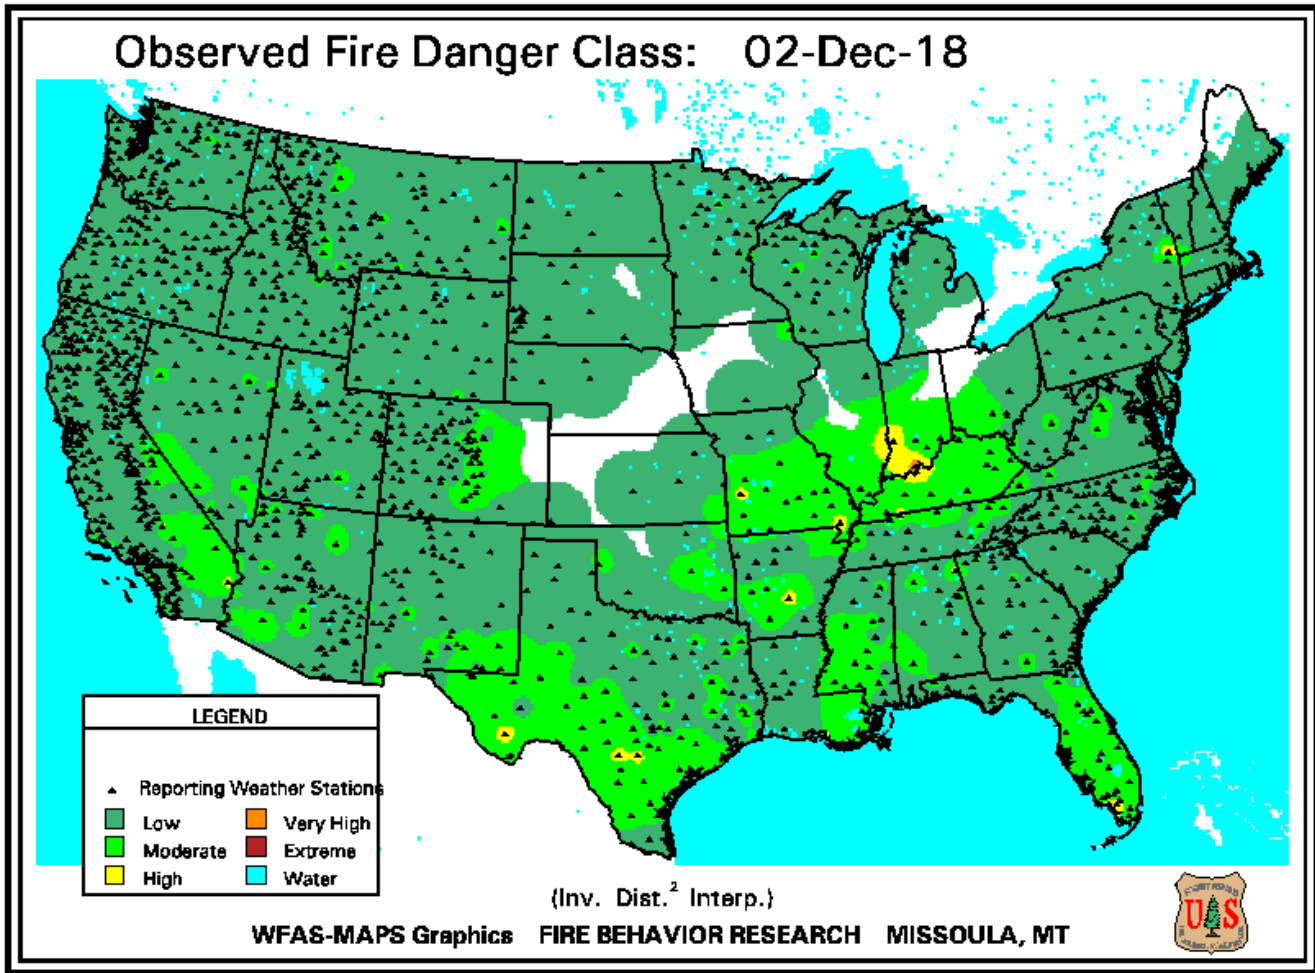 Observed Fire Danger Class: 02-Dec-18
LEGEND
Reporting Weather Stations
Low
Very High
Moderate
Extreme
High
Water
(Inv. Dist.² Interp.)
WFAS-MAPS Graphics FIRE BEHAVIOR RESEARCH MISSOULA, MT
U S